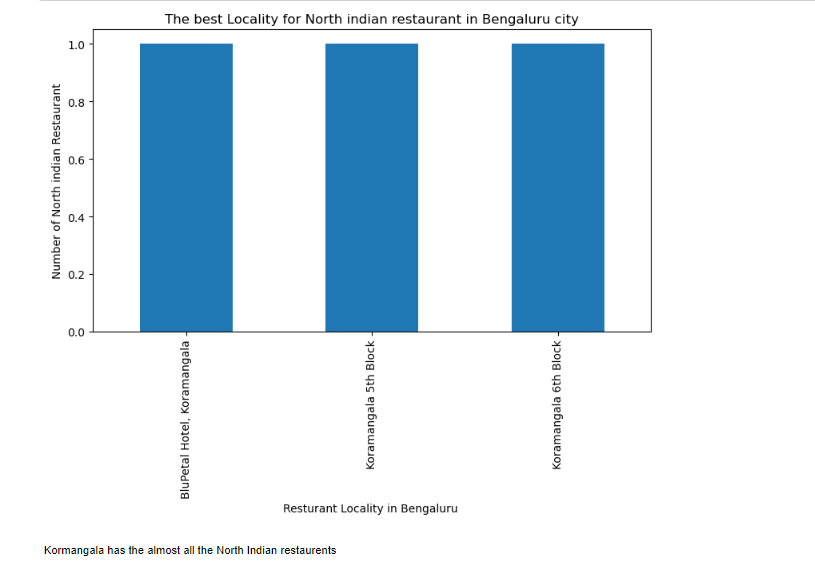 The best Locality for North indian restaurant in Bengaluru city
Number of North indian Restaurant
1.0
0.8
0.6
0.4
0.2
0.0
BluPetal Hotel, Koramangala
Koramangala 5th Block
Koramangala 6th Block
Resturant Locality in Bengaluru
Kormangala has the almost all the North Indian restaurents